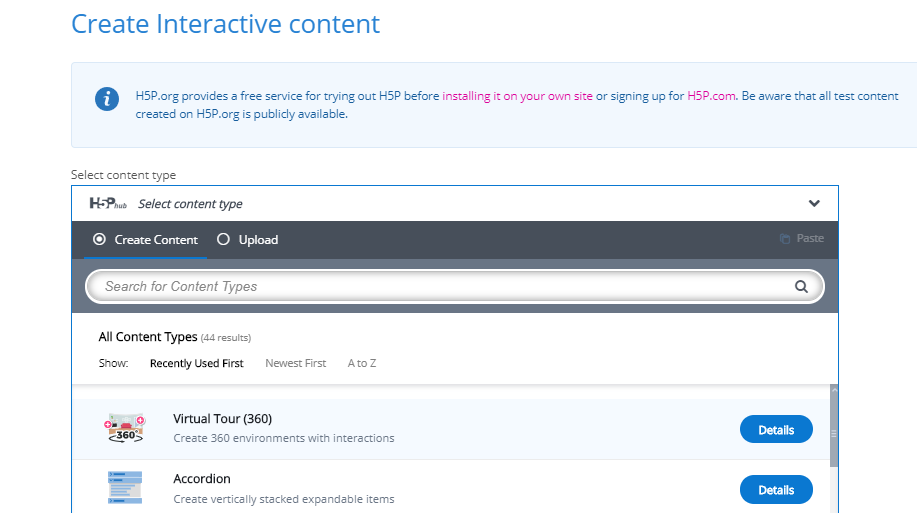 Create Interactive content
H5P.org provides a free service for trying out H5P before installing it on your own site or signing up for H5P.com. Be aware that all test content
created on H5P.org is publicly available.
Select content type
H5P hub Select content type
Create Content Upload Paste
Search for Content Types
All Content Types (44 results)
Show: Recently Used First Newest First A to Z
360°
Virtual Tour (360)
Create 360 environments with interactions
Details
Accordion
Create vertically stacked expandable items
Details